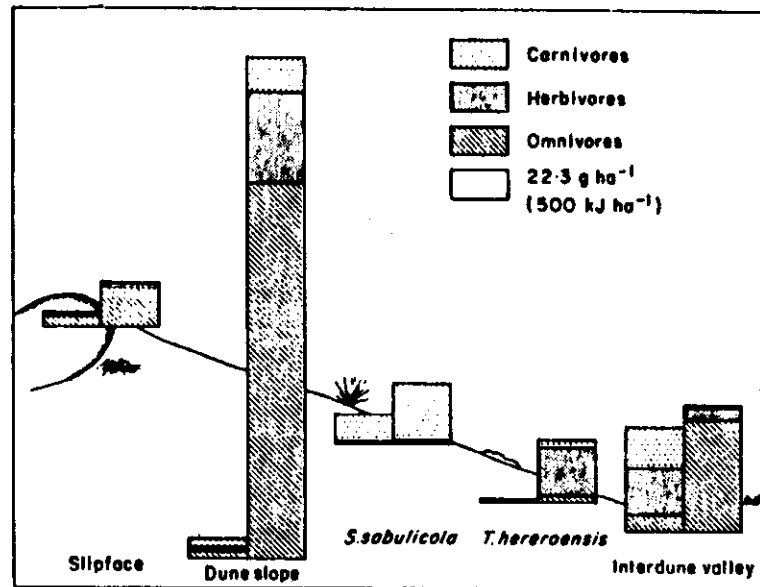 Carnivores
Herbivores
Omnivores
22·3 g ha⁻¹
(500 kJ ha⁻¹)
S.sabulicola
T.hereroensis
Slipface
Dune slope
Interdune valley